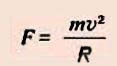 F = mv² / R